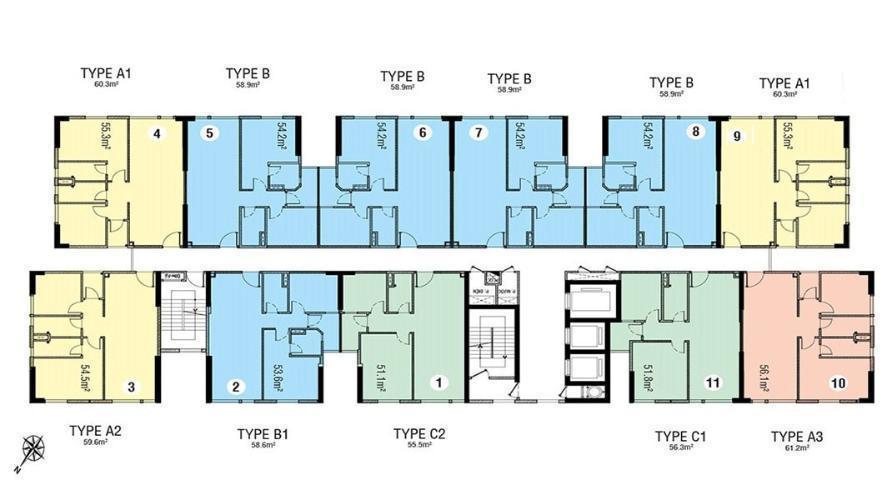 TYPE A1
60.3m²
TYPE B
58.9m²
TYPE B
58.9m²
TYPE B
58.9m²
TYPE B
58.9m²
TYPE A1
60.3m²
55.3m²
4
5
54.2m²
54.2m²
6
7
54.2m²
54.2m²
8
9
55.3m²
P. ĐIỆN
P. NƯỚC
54.5m²
3
2
53.6m²
51.1m²
1
51.8m²
11
56.1m²
10
TYPE A2
59.6m²
TYPE B1
58.6m²
TYPE C2
55.5m²
TYPE C1
56.3m²
TYPE A3
61.2m²
N